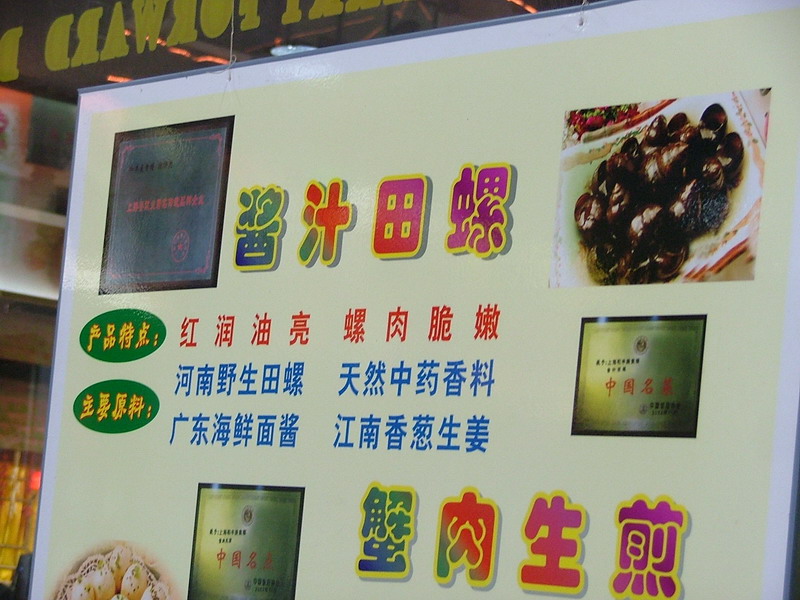 FORWARD
酱汁田螺
产品特点：
红润油亮 螺肉脆嫩
主要原料：
河南野生田螺 天然中药香料
广东海鲜面酱 江南香葱生姜
中国名菜
蟹肉生煎
中国名点